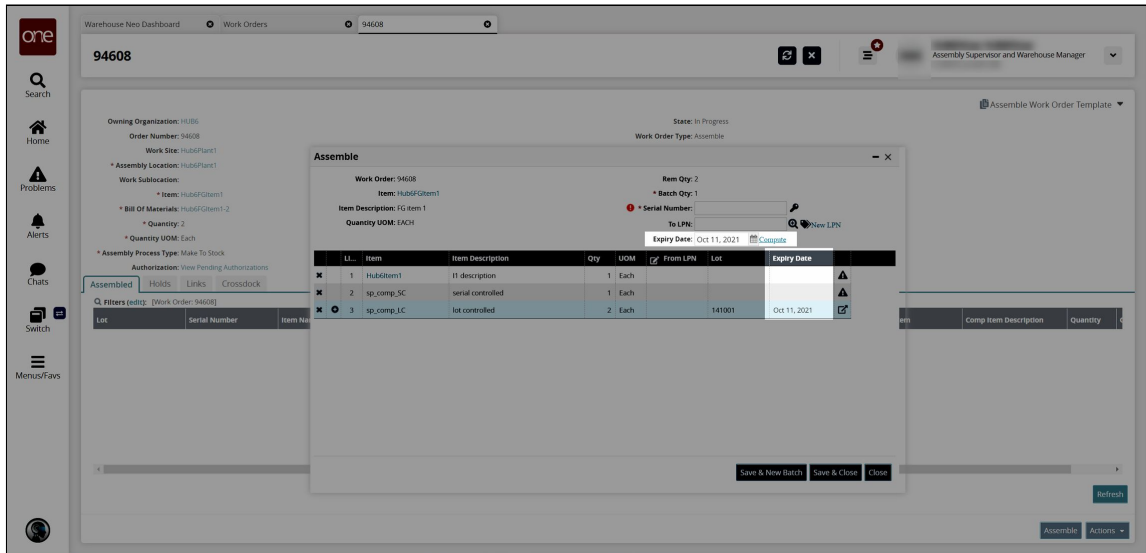 Warehouse Neo Dashboard Work Orders 94608
one
94608
Assembly Supervisor and Warehouse Manager
Search
Home
Problems
Alerts
Chats
Switch
Menus/Favs
Assemble Work Order Template
Owning Organization: HUB6
Order Number: 94608
Work Site: Hub6Plant1
* Assembly Location: Hub6Plant1
Work Sublocation:
* Item: Hub6FGItem1
* Bill Of Materials: Hub6FGItem1-2
* Quantity: 2
* Quantity UOM: Each
* Assembly Process Type: Make To Stock
Authorization: View Pending Authorizations
State: In Progress
Work Order Type: Assemble
Assembled Holds Links Crossdock
Filters (edit): [Work Order: 94608]
Lot Serial Number Comp Item Description Quantity
Assemble
Work Order: 94608
Item: Hub6FGItem1
Item Description: FG item 1
Quantity UOM: EACH
Rem Qty: 2
* Batch Qty: 1
* Serial Number:
To LPN: New LPN
Expiry Date: Oct 11, 2021 Compute
LI... Item Item Description Qty UOM From LPN Lot Expiry Date
1 Hub6Item1 I1 description 1 Each
2 sp_comp_SC serial controlled 1 Each
3 sp_comp_LC lot controlled 2 Each 141001 Oct 11, 2021
Save & New Batch Save & Close Close
Refresh
Assemble Actions